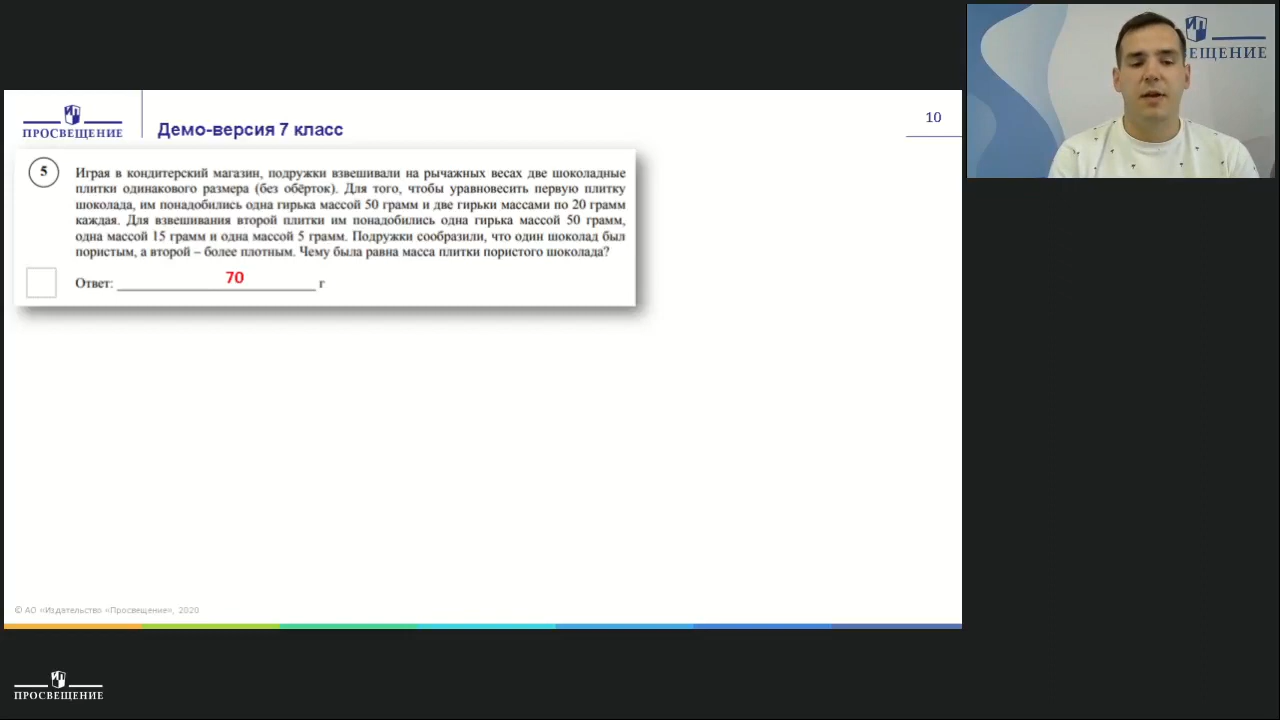 ПРОСВЕЩЕНИЕ
Демо-версия 7 класс
10
5
Играя в кондитерский магазин, подружки взвешивали на рычажных весах две шоколадные
плитки одинакового размера (без обёрток). Для того, чтобы уравновесить первую плитку
шоколада, им понадобились одна гирька массой 50 грамм и две гирьки массами по 20 грамм
каждая. Для взвешивания второй плитки им понадобились одна гирька массой 50 грамм,
одна массой 15 грамм и одна массой 5 грамм. Подружки сообразили, что один шоколад был
пористым, а второй – более плотным. Чему была равна масса плитки пористого шоколада?
Ответ: 70 г
© АО «Издательство «Просвещение», 2020
ПРОСВЕЩЕНИЕ
ЕЩЕНИЕ